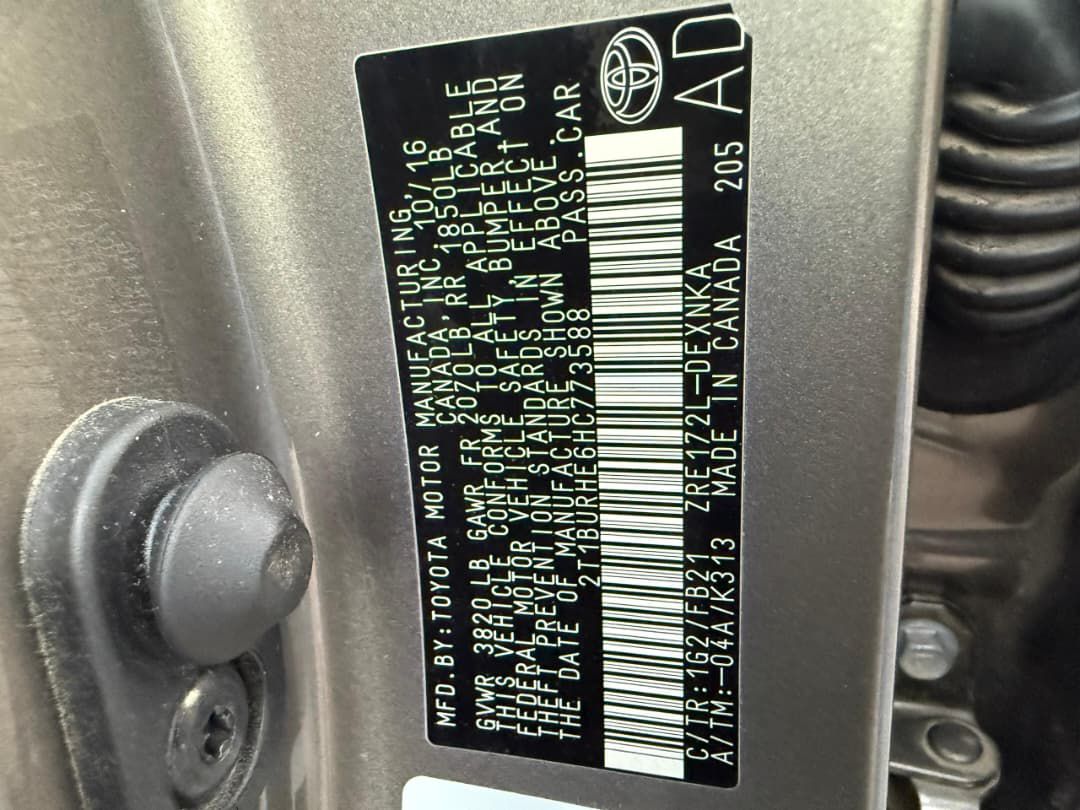 MFD.BY:TOYOTA MOTOR MANUFACTURING,
CANADA,INC. 10/16
GVWR 3820LB GAWR FR 2070LB,RR 1850LB
THIS VEHICLE CONFORMS TO ALL APPLICABLE
FEDERAL MOTOR VEHICLE SAFETY,BUMPER,AND
THEFT PREVENTION STANDARDS IN EFFECT ON
THE DATE OF MANUFACTURE SHOWN ABOVE.
2T1BURHE6HC773588 PASS.CAR
C/TR:1G2/FB21 ZRE172L-DEXNKA
A/TM:-04A/K313 MADE IN CANADA 205
AD